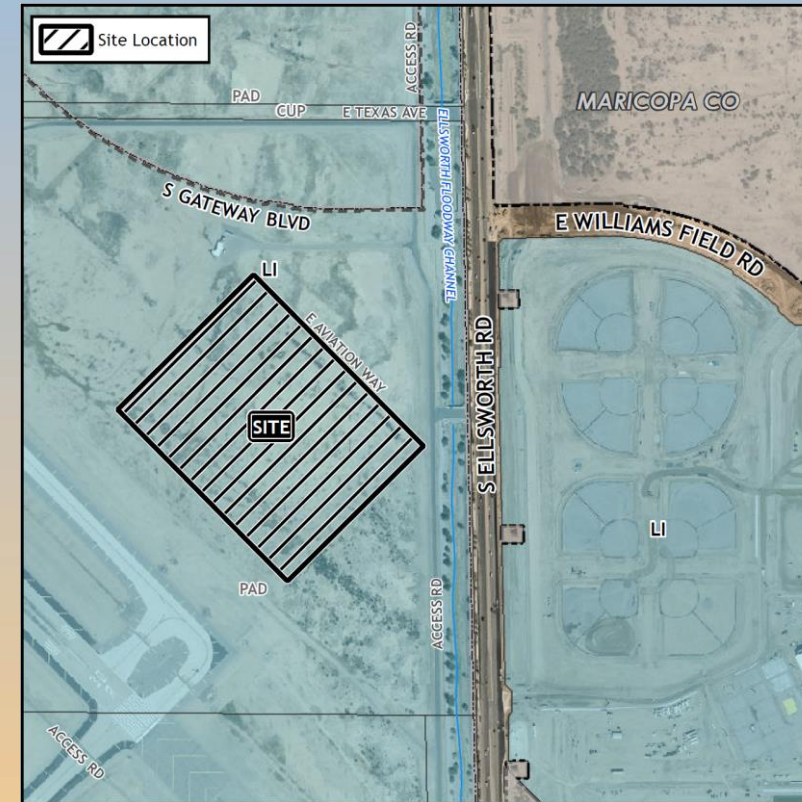 Site Location
ACCESS RD
PAD
CUP
E TEXAS AVE
MARICOPA CO
ELLSWORTH FLOODWAY CHANNEL
S GATEWAY BLVD
E WILLIAMS FIELD RD
LI
E AVIATION WAY
S ELLSWORTH RD
SITE
LI
PAD
ACCESS RD
ACCESS RD